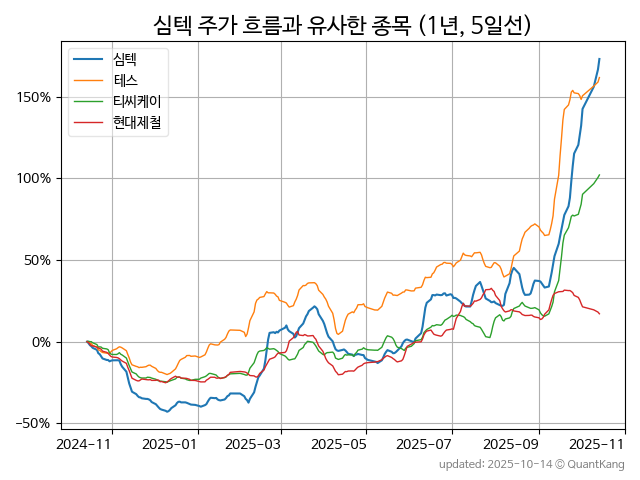 심텍 주가 흐름과 유사한 종목 (1년, 5일선)
심텍
테스
티씨케이
현대제철
150%
100%
50%
0%
−50%
2024-11 2025-01 2025-03 2025-05 2025-07 2025-09 2025-11
updated: 2025-10-14 © QuantKang